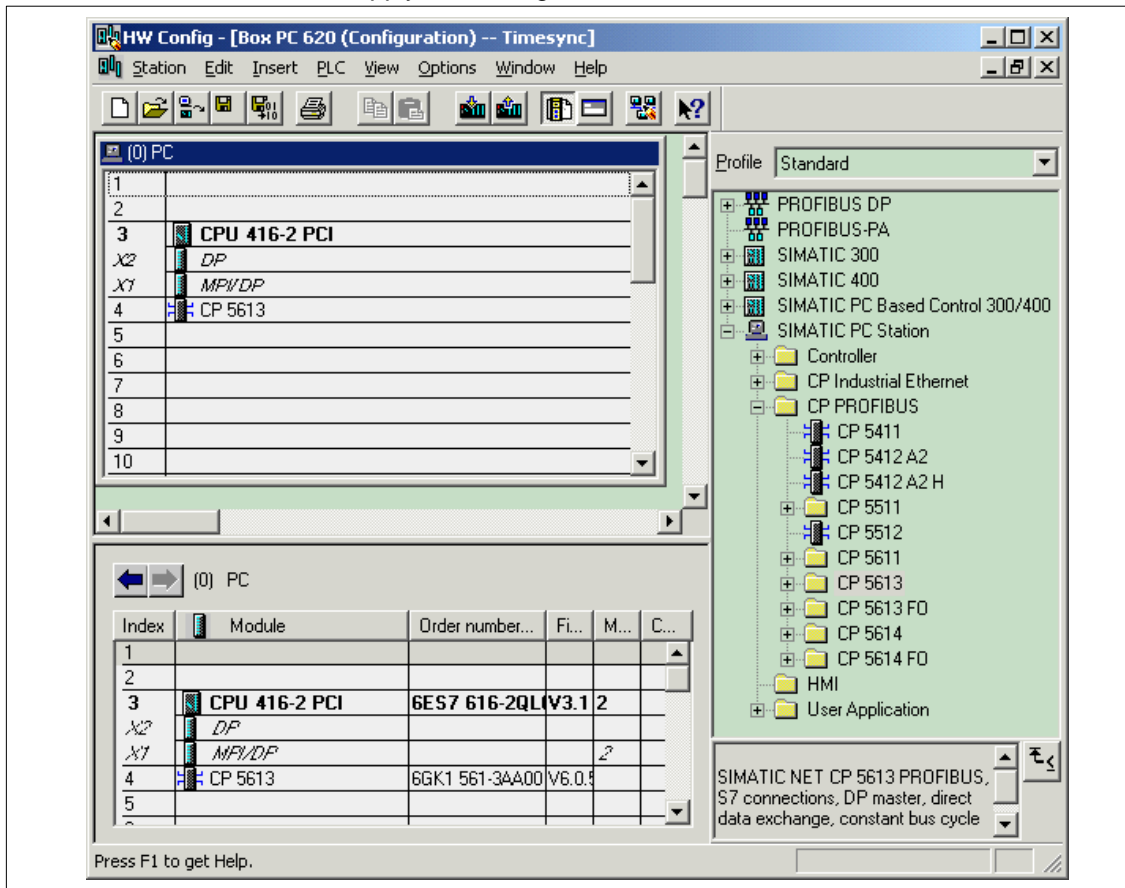 HW Config - [Box PC 620 (Configuration) -- Timesync]
Station Edit Insert PLC View Options Window Help
(0) PC
1
2
3 CPU 416-2 PCI
X2 DP
X1 MPI/DP
4 CP 5613
5
6
7
8
9
10
Profile Standard
PROFIBUS DP
PROFIBUS-PA
SIMATIC 300
SIMATIC 400
SIMATIC PC Based Control 300/400
SIMATIC PC Station
Controller
CP Industrial Ethernet
CP PROFIBUS
CP 5411
CP 5412 A2
CP 5412 A2 H
CP 5511
CP 5512
CP 5611
CP 5613
CP 5613 FO
CP 5614
CP 5614 FO
HMI
User Application
(0) PC
Index Module Order number... Fi... M... C...
1
2
3 CPU 416-2 PCI 6ES7 616-2QL V3.1 2
X2 DP
X1 MPI/DP 2
4 CP 5613 6GK1 561-3AA00 V6.0.
5
SIMATIC NET CP 5613 PROFIBUS,
S7 connections, DP master, direct
data exchange, constant bus cycle
Press F1 to get Help.